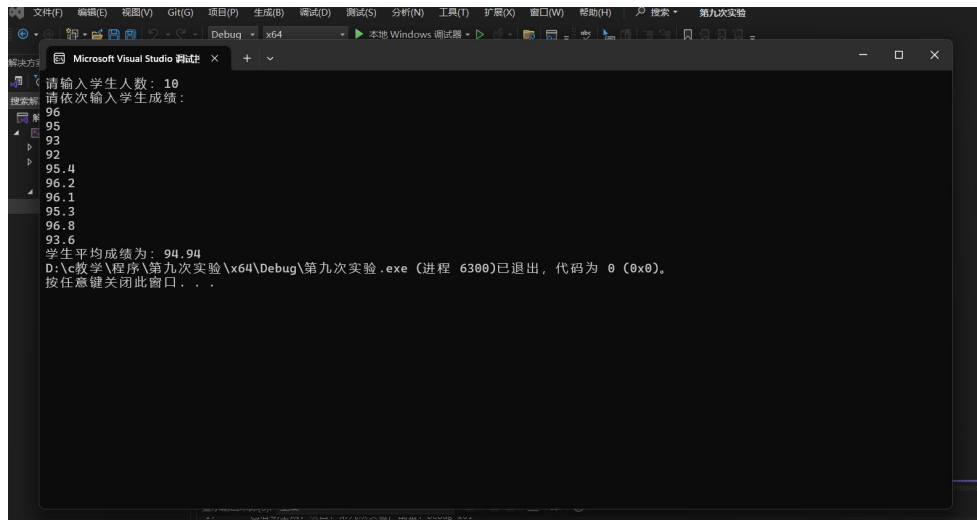 文件(F) 编辑(E) 视图(V) Git(G) 项目(P) 生成(B) 调试(D) 测试(S) 分析(N) 工具(T) 扩展(X) 窗口(W) 帮助(H) 搜索 第九次实验
Debug x64 本地 Windows 调试器
Microsoft Visual Studio 调试
请输入学生人数: 10
请依次输入学生成绩:
96
95
93
92
95.4
96.2
96.1
95.3
96.8
93.6
学生平均成绩为: 94.94
D:\c教学\程序\第九次实验\x64\Debug\第九次实验.exe (进程 6300)已退出, 代码为 0 (0x0)。
按任意键关闭此窗口. . .